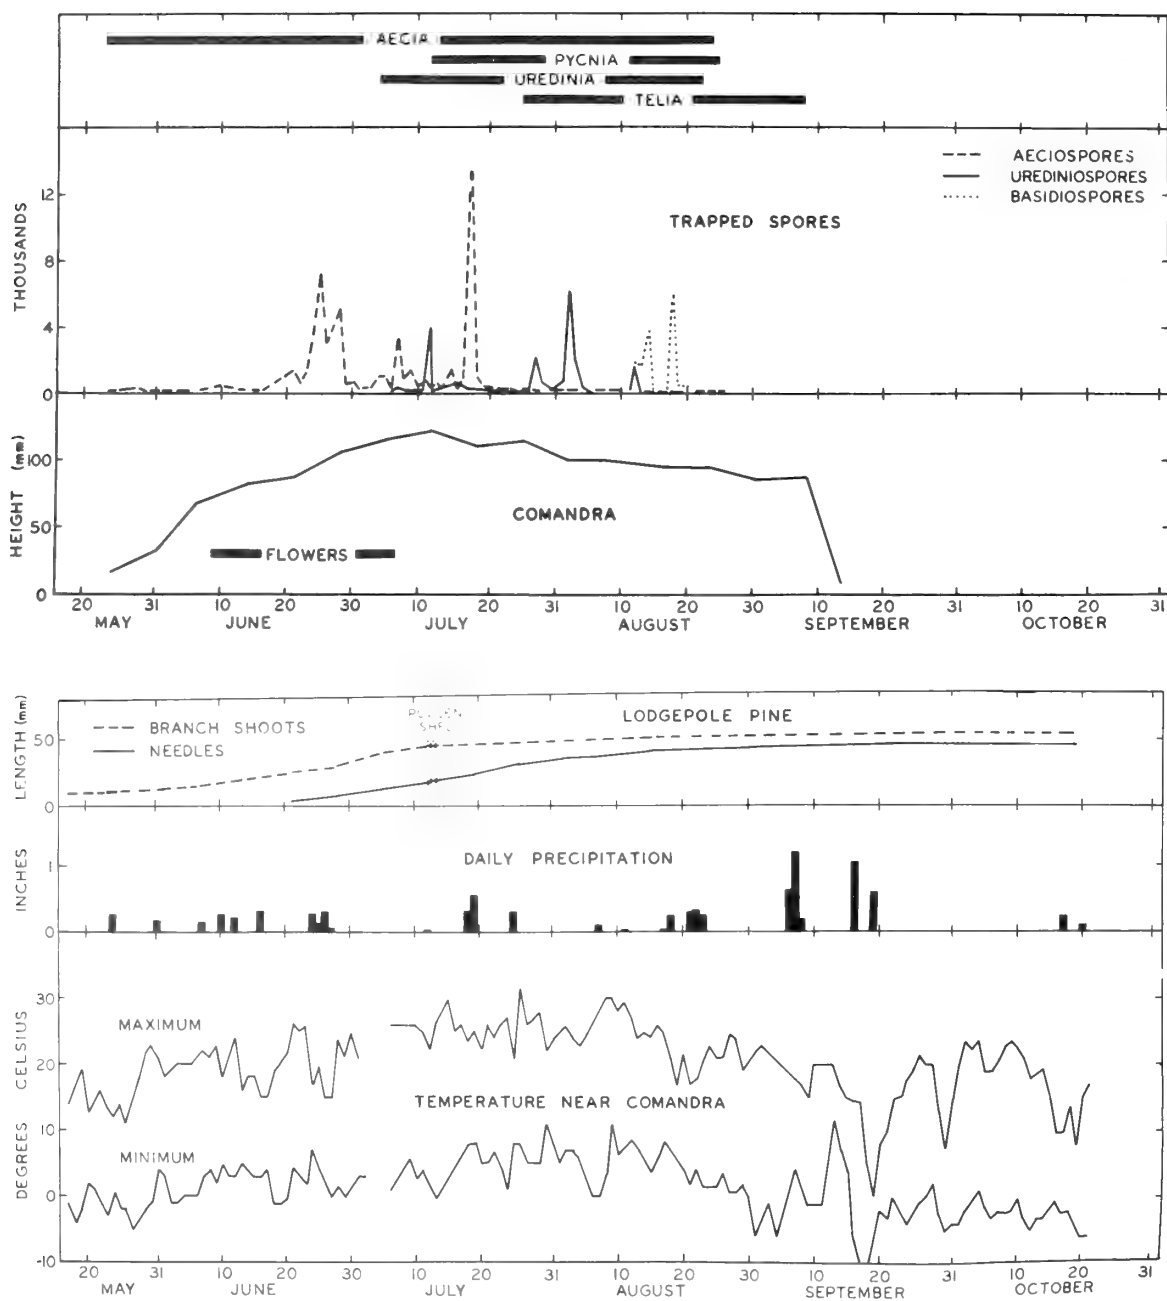 AECIA
PYCNIA
UREDINIA
TELIA
AECIOSPORES
UREDINIOSPORES
BASIDIOSPORES
TRAPPED SPORES
THOUSANDS
12
8
4
0
HEIGHT (mm)
100
50
0
COMANDRA
FLOWERS
20 31 10 20 30 10 20 31 10 20 31 10 20 31 10 20 31
MAY JUNE JULY AUGUST SEPTEMBER OCTOBER
LENGTH (mm)
50
0
BRANCH SHOOTS
NEEDLES
LODGEPOLE PINE
INCHES
1
0
DAILY PRECIPITATION
DEGREES CELSIUS
30
20
10
0
-10
MAXIMUM
TEMPERATURE NEAR COMANDRA
MINIMUM
20 31 10 20 30 10 20 31 10 20 31 10 20 31 10 20 31
MAY JUNE JULY AUGUST SEPTEMBER OCTOBER